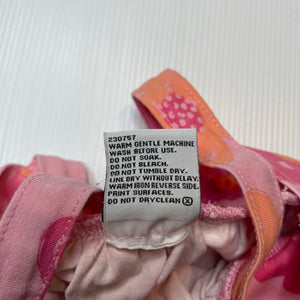 230757
WARM GENTLE MACHINE
WASH BEFORE USE.
DO NOT SOAK.
DO NOT BLEACH.
DO NOT TUMBLE DRY.
LINE DRY WITHOUT DELAY.
WARM IRON REVERSE SIDE.
PRINT SURFACES.
DO NOT DRYCLEAN ⓧ